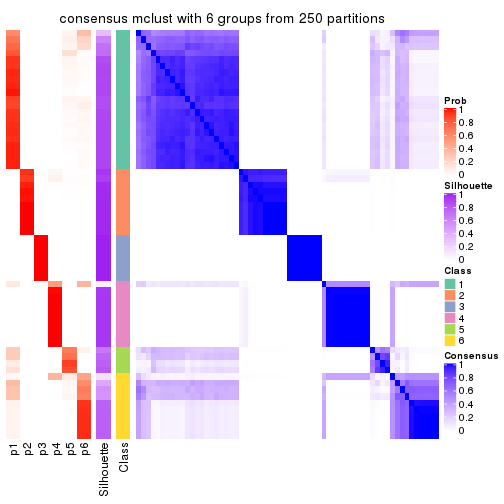 consensus mclust with 6 groups from 250 partitions
Prob
1
0.8
0.6
0.4
0.2
0
Silhouette
1
0.8
0.6
0.4
0.2
0
Class
1
2
3
4
5
6
Consensus
1
0.8
0.6
0.4
0.2
0
p1
p2
p3
p4
p5
p6
Silhouette
Class